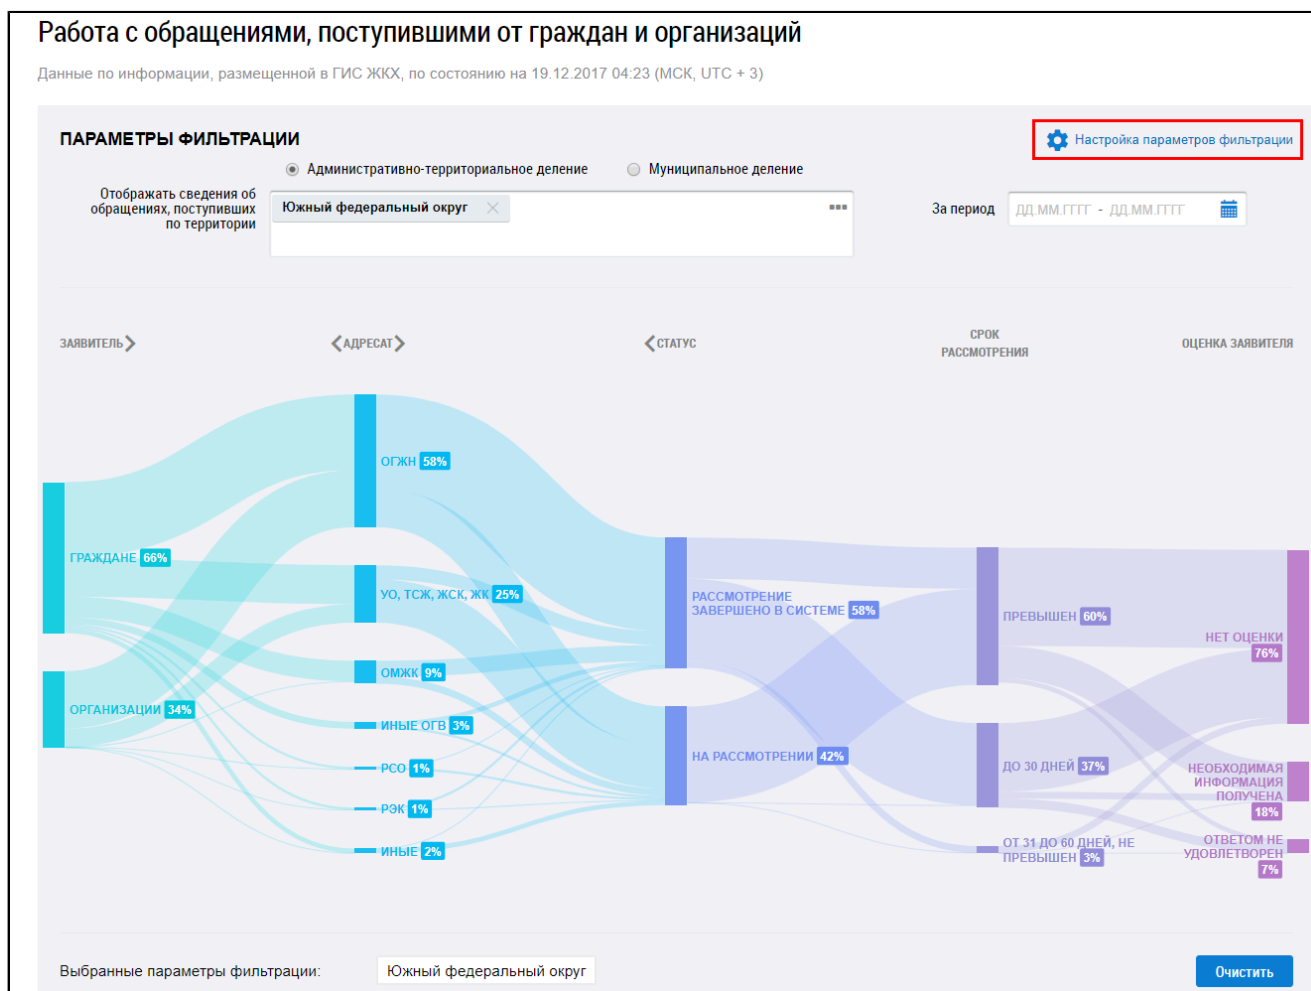 Работа с обращениями, поступившими от граждан и организаций
Данные по информации, размещенной в ГИС ЖКХ, по состоянию на 19.12.2017 04:23 (МСК, UTC + 3)
ПАРАМЕТРЫ ФИЛЬТРАЦИИ
Настройка параметров фильтрации
Административно-территориальное деление
Муниципальное деление
Отображать сведения об
обращениях, поступивших
по территории
Южный федеральный округ
За период
ДД.ММ.ГГГГ - ДД.ММ.ГГГГ
ЗАЯВИТЕЛЬ
АДРЕСАТ
СТАТУС
СРОК
РАССМОТРЕНИЯ
ОЦЕНКА ЗАЯВИТЕЛЯ
ГРАЖДАНЕ 66%
ОРГАНИЗАЦИИ 34%
ОГЖН 58%
УО, ТСЖ, ЖСК, ЖК 25%
ОМЖК 9%
ИНЫЕ ОГВ 3%
РСО 1%
РЭК 1%
ИНЫЕ 2%
РАССМОТРЕНИЕ
ЗАВЕРШЕНО В СИСТЕМЕ 58%
НА РАССМОТРЕНИИ 42%
ПРЕВЫШЕН 60%
ДО 30 ДНЕЙ 37%
ОТ 31 ДО 60 ДНЕЙ, НЕ
ПРЕВЫШЕН 3%
НЕТ ОЦЕНКИ
76%
НЕОБХОДИМАЯ
ИНФОРМАЦИЯ
ПОЛУЧЕНА
18%
ОТВЕТОМ НЕ
УДОВЛЕТВОРЕН
7%
Выбранные параметры фильтрации:
Южный федеральный округ
Очистить